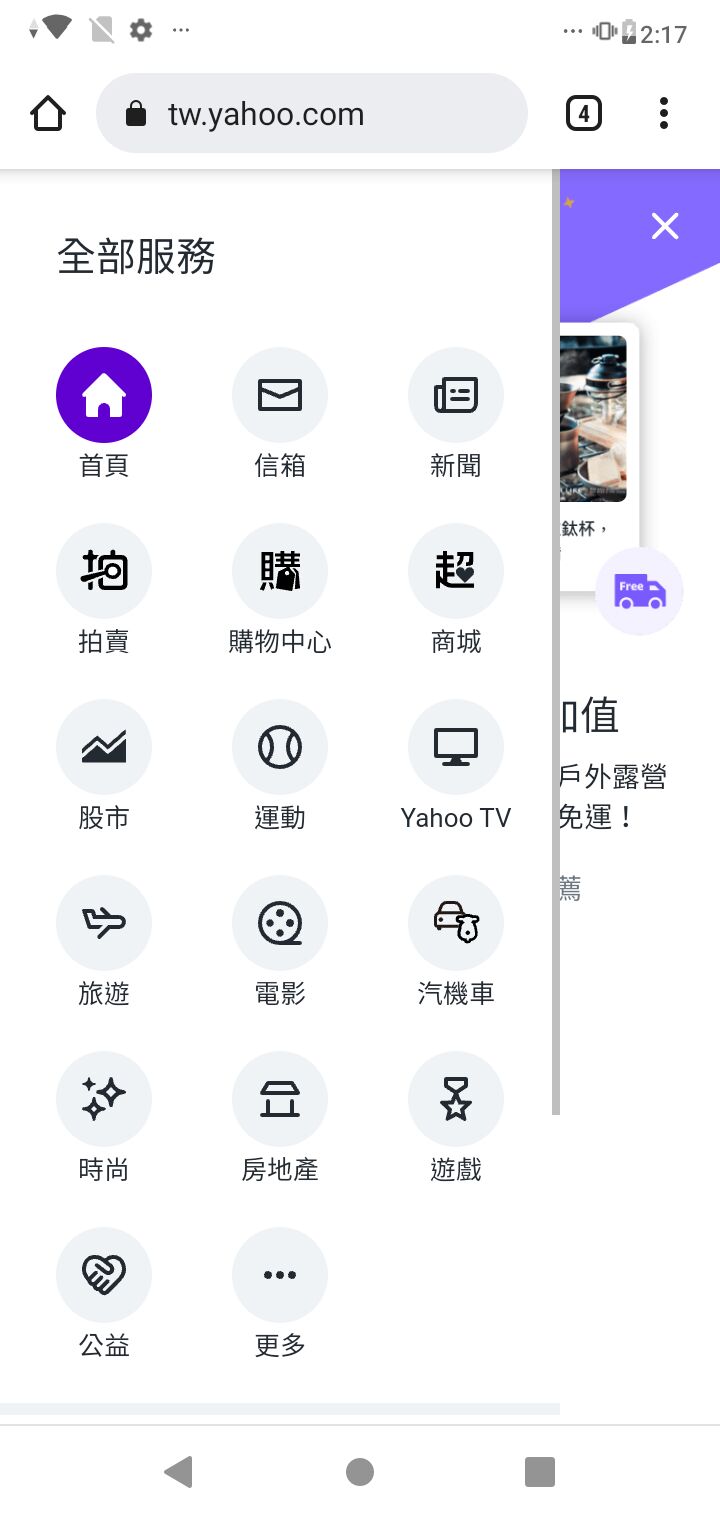 2:17
tw.yahoo.com
4
全部服務
首頁
信箱
新聞
拍
購
超
鈦杯，
Free
拍賣
購物中心
商城
加值
戶外露營
免運！
股市
運動
Yahoo TV
薦
旅遊
電影
汽機車
時尚
房地產
遊戲
公益
更多